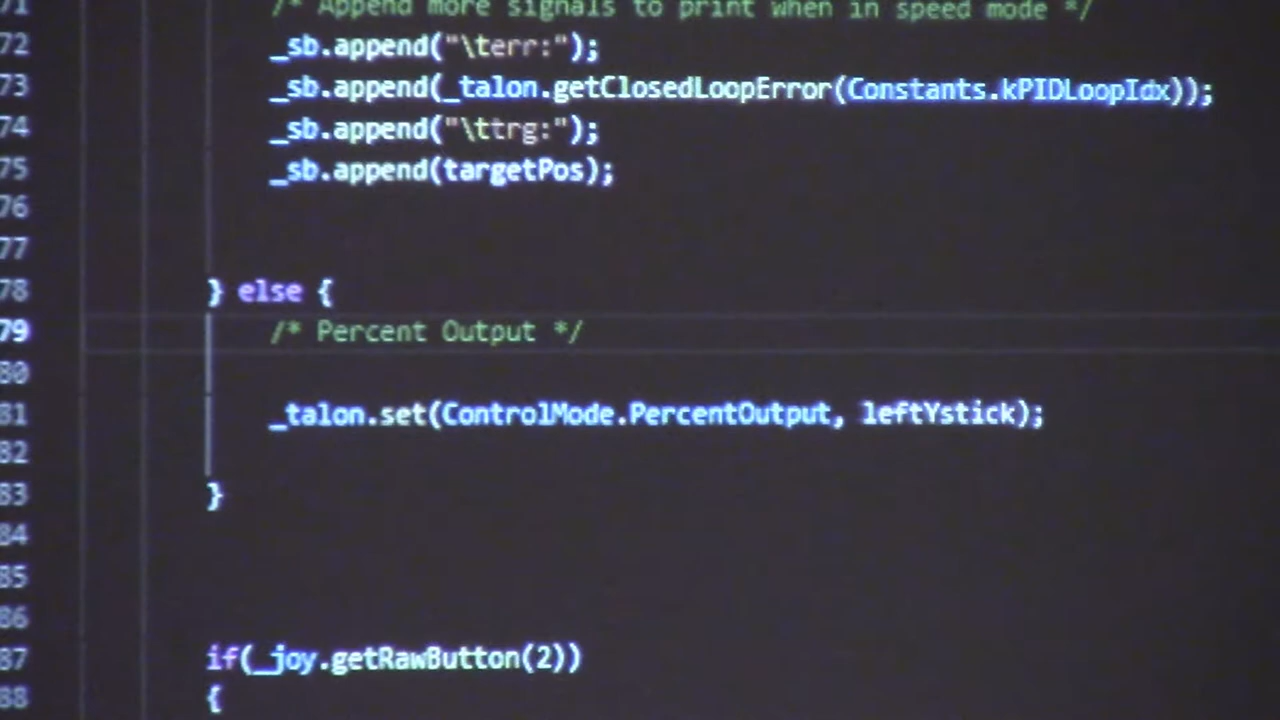 71 /* Append more signals to print when in speed mode */
72 _sb.append("\terr:");
73 _sb.append(_talon.getClosedLoopError(Constants.kPIDLoopIdx));
74 _sb.append("\ttrg:");
75 _sb.append(targetPos);
76
77
78 } else {
79 /* Percent Output */
80
81 _talon.set(ControlMode.PercentOutput, leftYstick);
82
83 }
84
85
86
87 if(_joy.getRawButton(2))
88 {